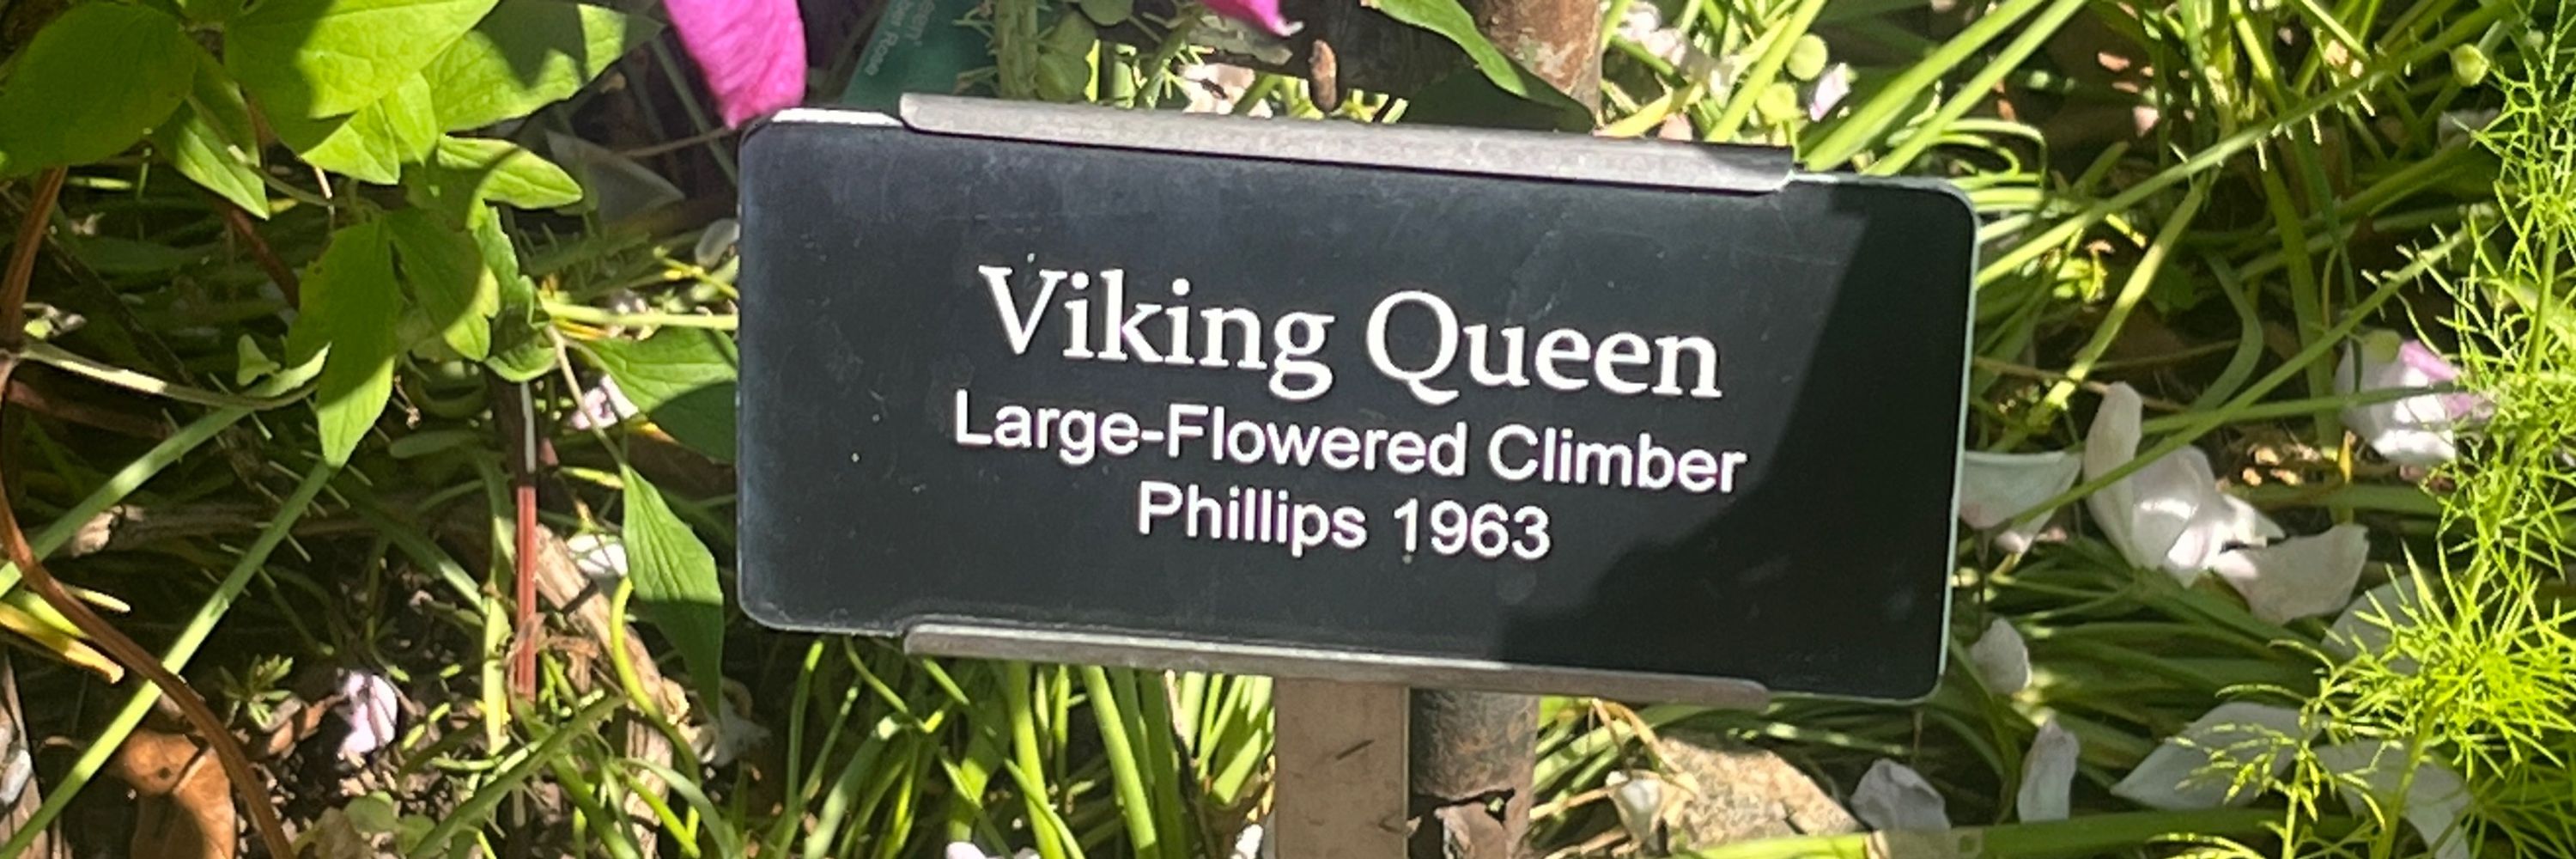 Viking Queen
Large-Flowered Climber
Phillips 1963